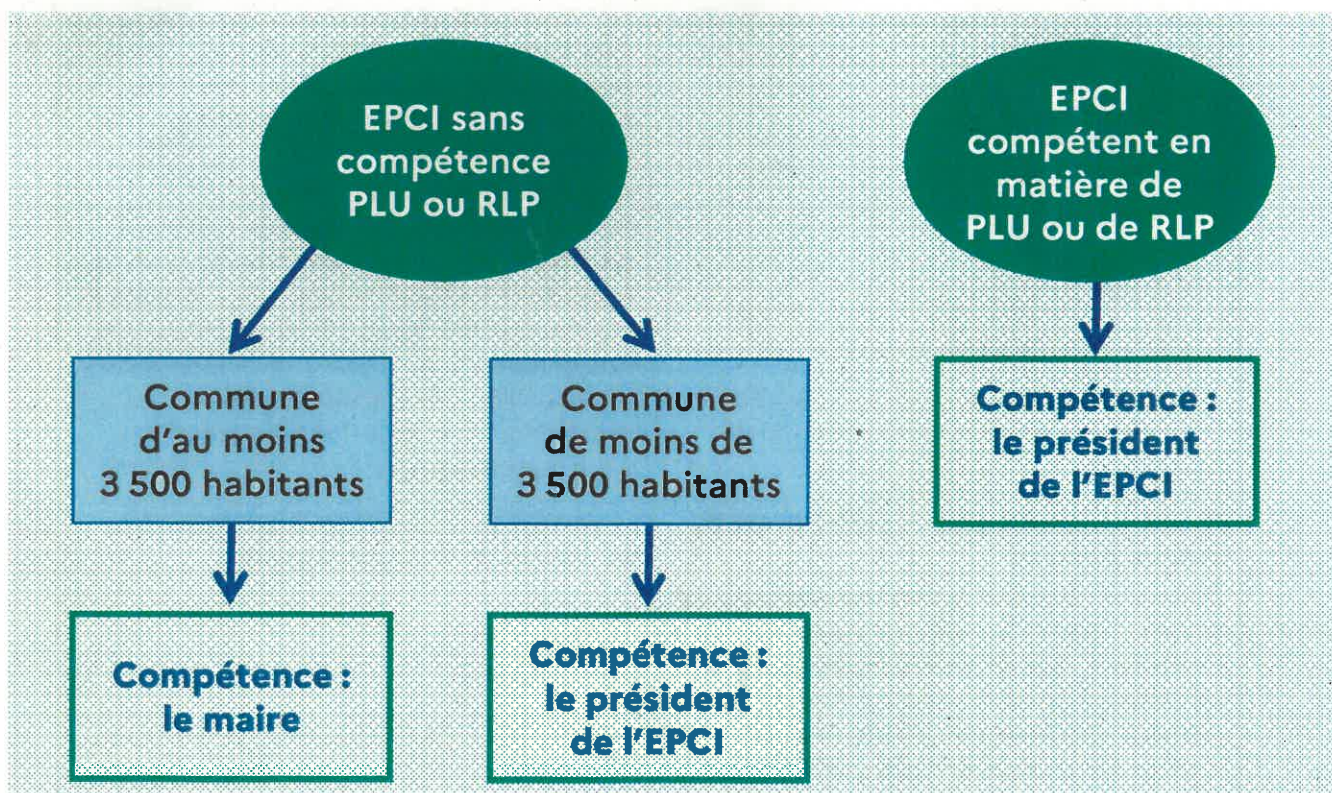 EPCI sans
compétence
PLU ou RLP
Commune
d'au moins
3 500 habitants
Compétence :
le maire
Commune
de moins de
3 500 habitants
Compétence :
le président
de l'EPCI
EPCI
compétent en
matière de
PLU ou de RLP
Compétence :
le président
de l'EPCI